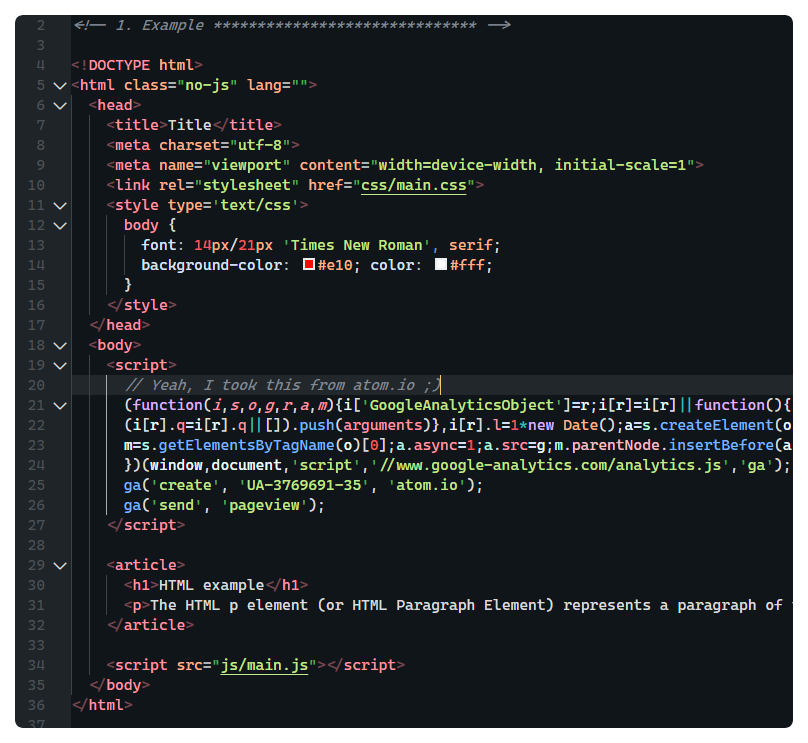 2 <!-- 1. Example ****************************** -->
3
4 <!DOCTYPE html>
5 <html class="no-js" lang="">
6 <head>
7 <title>Title</title>
8 <meta charset="utf-8">
9 <meta name="viewport" content="width=device-width, initial-scale=1">
10 <link rel="stylesheet" href="css/main.css">
11 <style type='text/css'>
12 body {
13 font: 14px/21px 'Times New Roman', serif;
14 background-color: #e10; color: #fff;
15 }
16 </style>
17 </head>
18 <body>
19 <script>
20 // Yeah, I took this from atom.io ;)
21 (function(i,s,o,g,r,a,m){i['GoogleAnalyticsObject']=r;i[r]=i[r]||function(){
22 (i[r].q=i[r].q||[]).push(arguments)},i[r].l=1*new Date();a=s.createElement(o
23 m=s.getElementsByTagName(o)[0];a.async=1;a.src=g;m.parentNode.insertBefore(a
24 })(window,document,'script','//www.google-analytics.com/analytics.js','ga');
25 ga('create', 'UA-3769691-35', 'atom.io');
26 ga('send', 'pageview');
27 </script>
28
29 <article>
30 <h1>HTML example</h1>
31 <p>The HTML p element (or HTML Paragraph Element) represents a paragraph of
32 </article>
33
34 <script src="js/main.js"></script>
35 </body>
36 </html>
37